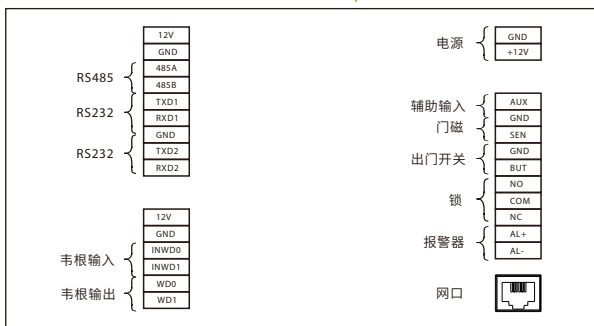 12V
GND
RS485
485A
485B
RS232
TXD1
RXD1
GND
RS232
TXD2
RXD2
12V
GND
韦根输入
INWD0
INWD1
韦根输出
WD0
WD1
电源
GND
+12V
辅助输入
AUX
GND
门磁
SEN
出门开关
GND
BUT
锁
NO
COM
NC
报警器
AL+
AL-
网口